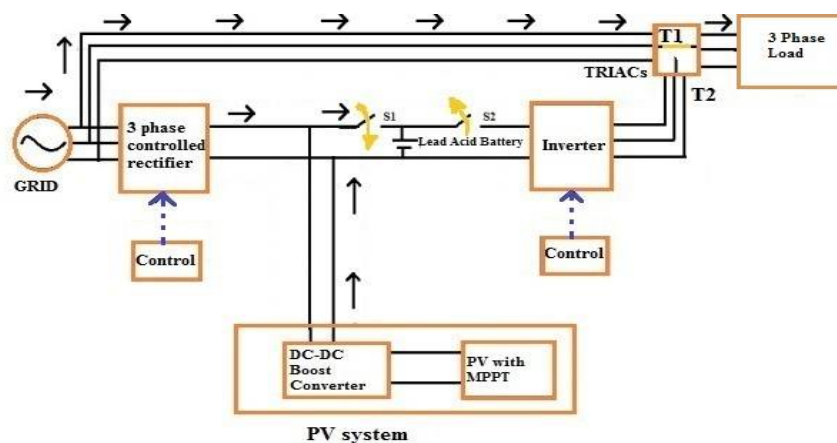 T1
3 Phase
Load
TRIACs
T2
3 phase
controlled
rectifier
S1
S2
Lead Acid Battery
Inverter
GRID
Control
Control
DC-DC
Boost
Converter
PV with
MPPT
PV system